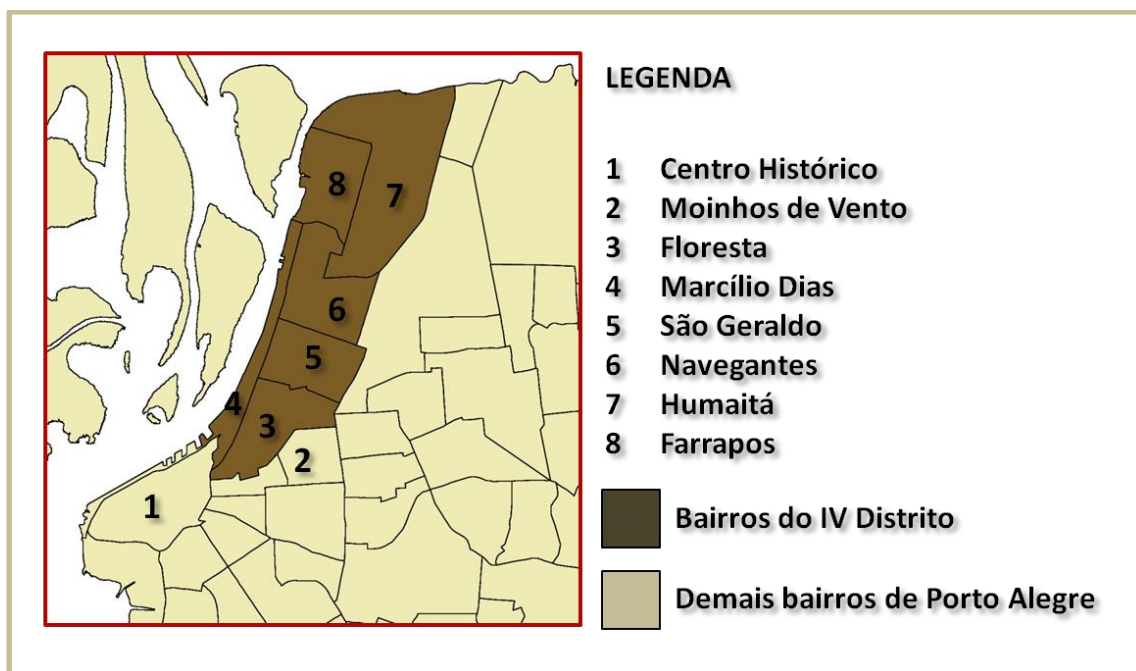 LEGENDA
1 Centro Histórico
2 Moinhos de Vento
3 Floresta
4 Marcílio Dias
5 São Geraldo
6 Navegantes
7 Humaitá
8 Farrapos
Bairros do IV Distrito
Demais bairros de Porto Alegre
8
7
6
5
4
3
2
1